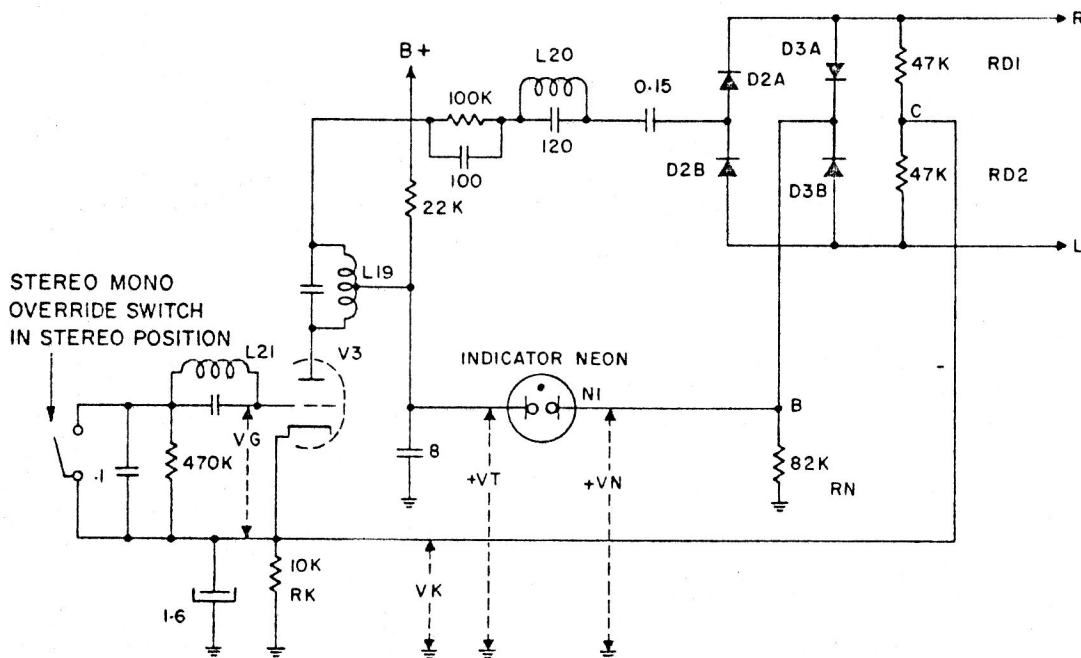 R
B+
L20
D3A
47K RD1
0.15
D2A
100K
C
120
100
D2B
D3B
47K RD2
22K
L
L19
STEREO MONO
OVERRIDE SWITCH
IN STEREO POSITION
L21
V3
INDICATOR NEON
N1
B
VG
8
.1
470K
+VT
+VN
82K
RN
10K
RK
VK
1.6